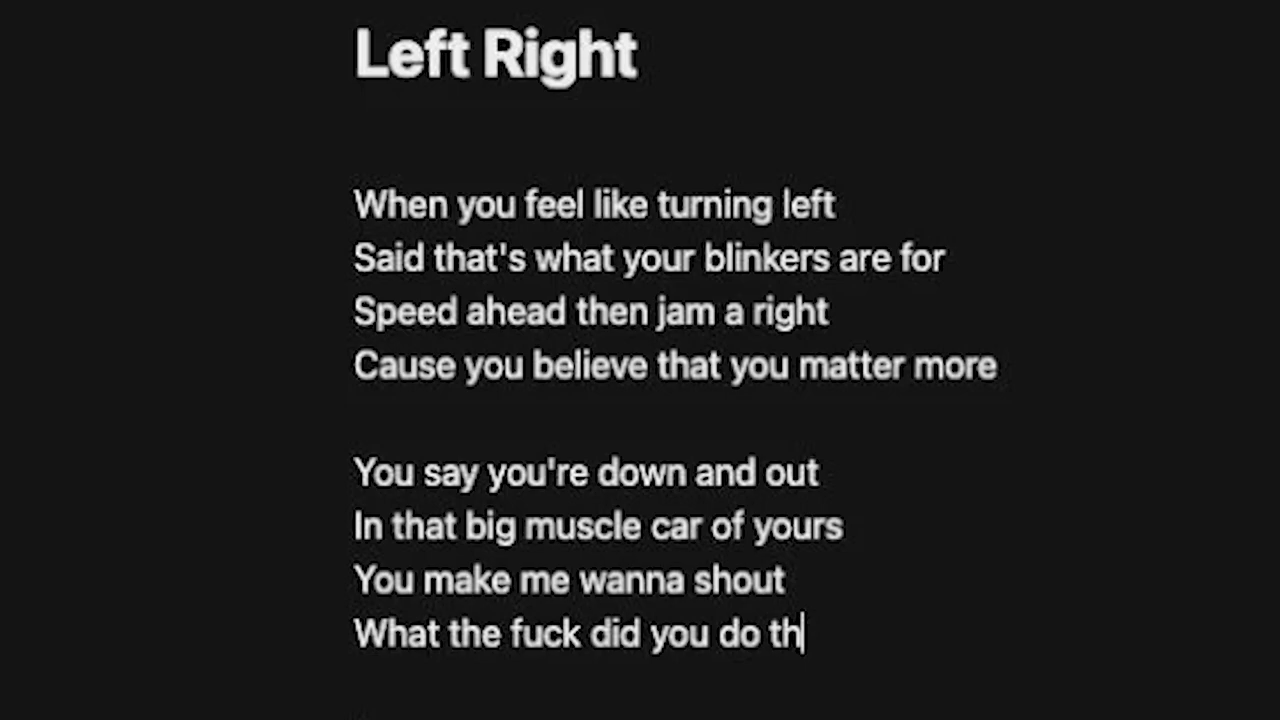 Left Right
When you feel like turning left
Said that's what your blinkers are for
Speed ahead then jam a right
Cause you believe that you matter more
You say you're down and out
In that big muscle car of yours
You make me wanna shout
What the fuck did you do th